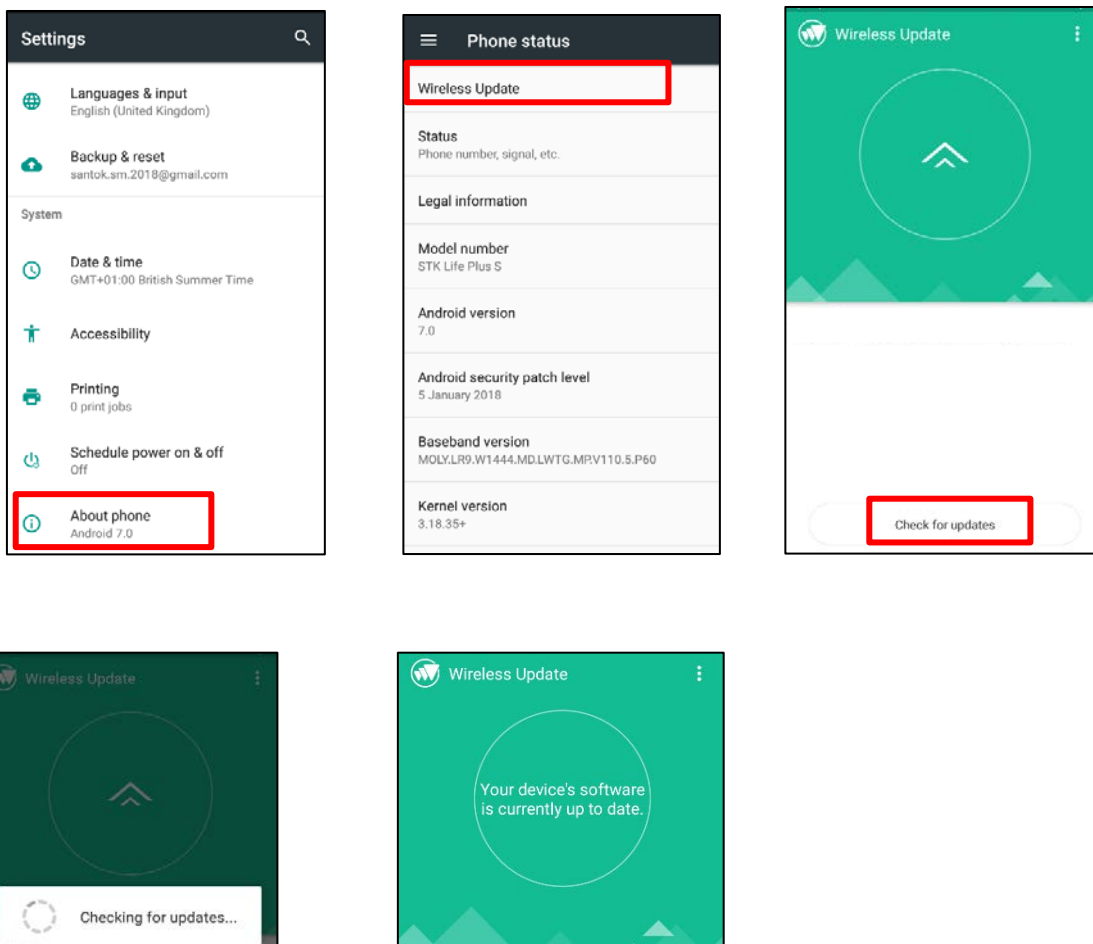 Settings
Languages & input
English (United Kingdom)
Backup & reset
santok.sm.2018@gmail.com
System
Date & time
GMT+01:00 British Summer Time
Accessibility
Printing
0 print jobs
Schedule power on & off
Off
About phone
Android 7.0
Phone status
Wireless Update
Status
Phone number, signal, etc.
Legal information
Model number
STK Life Plus S
Android version
7.0
Android security patch level
5 January 2018
Baseband version
MOLY.LR9.W1444.MD.LWTG.MP.V110.5.P60
Kernel version
3.18.35+
Wireless Update
Check for updates
Wireless Update
Checking for updates...
Wireless Update
Your device's software
is currently up to date.